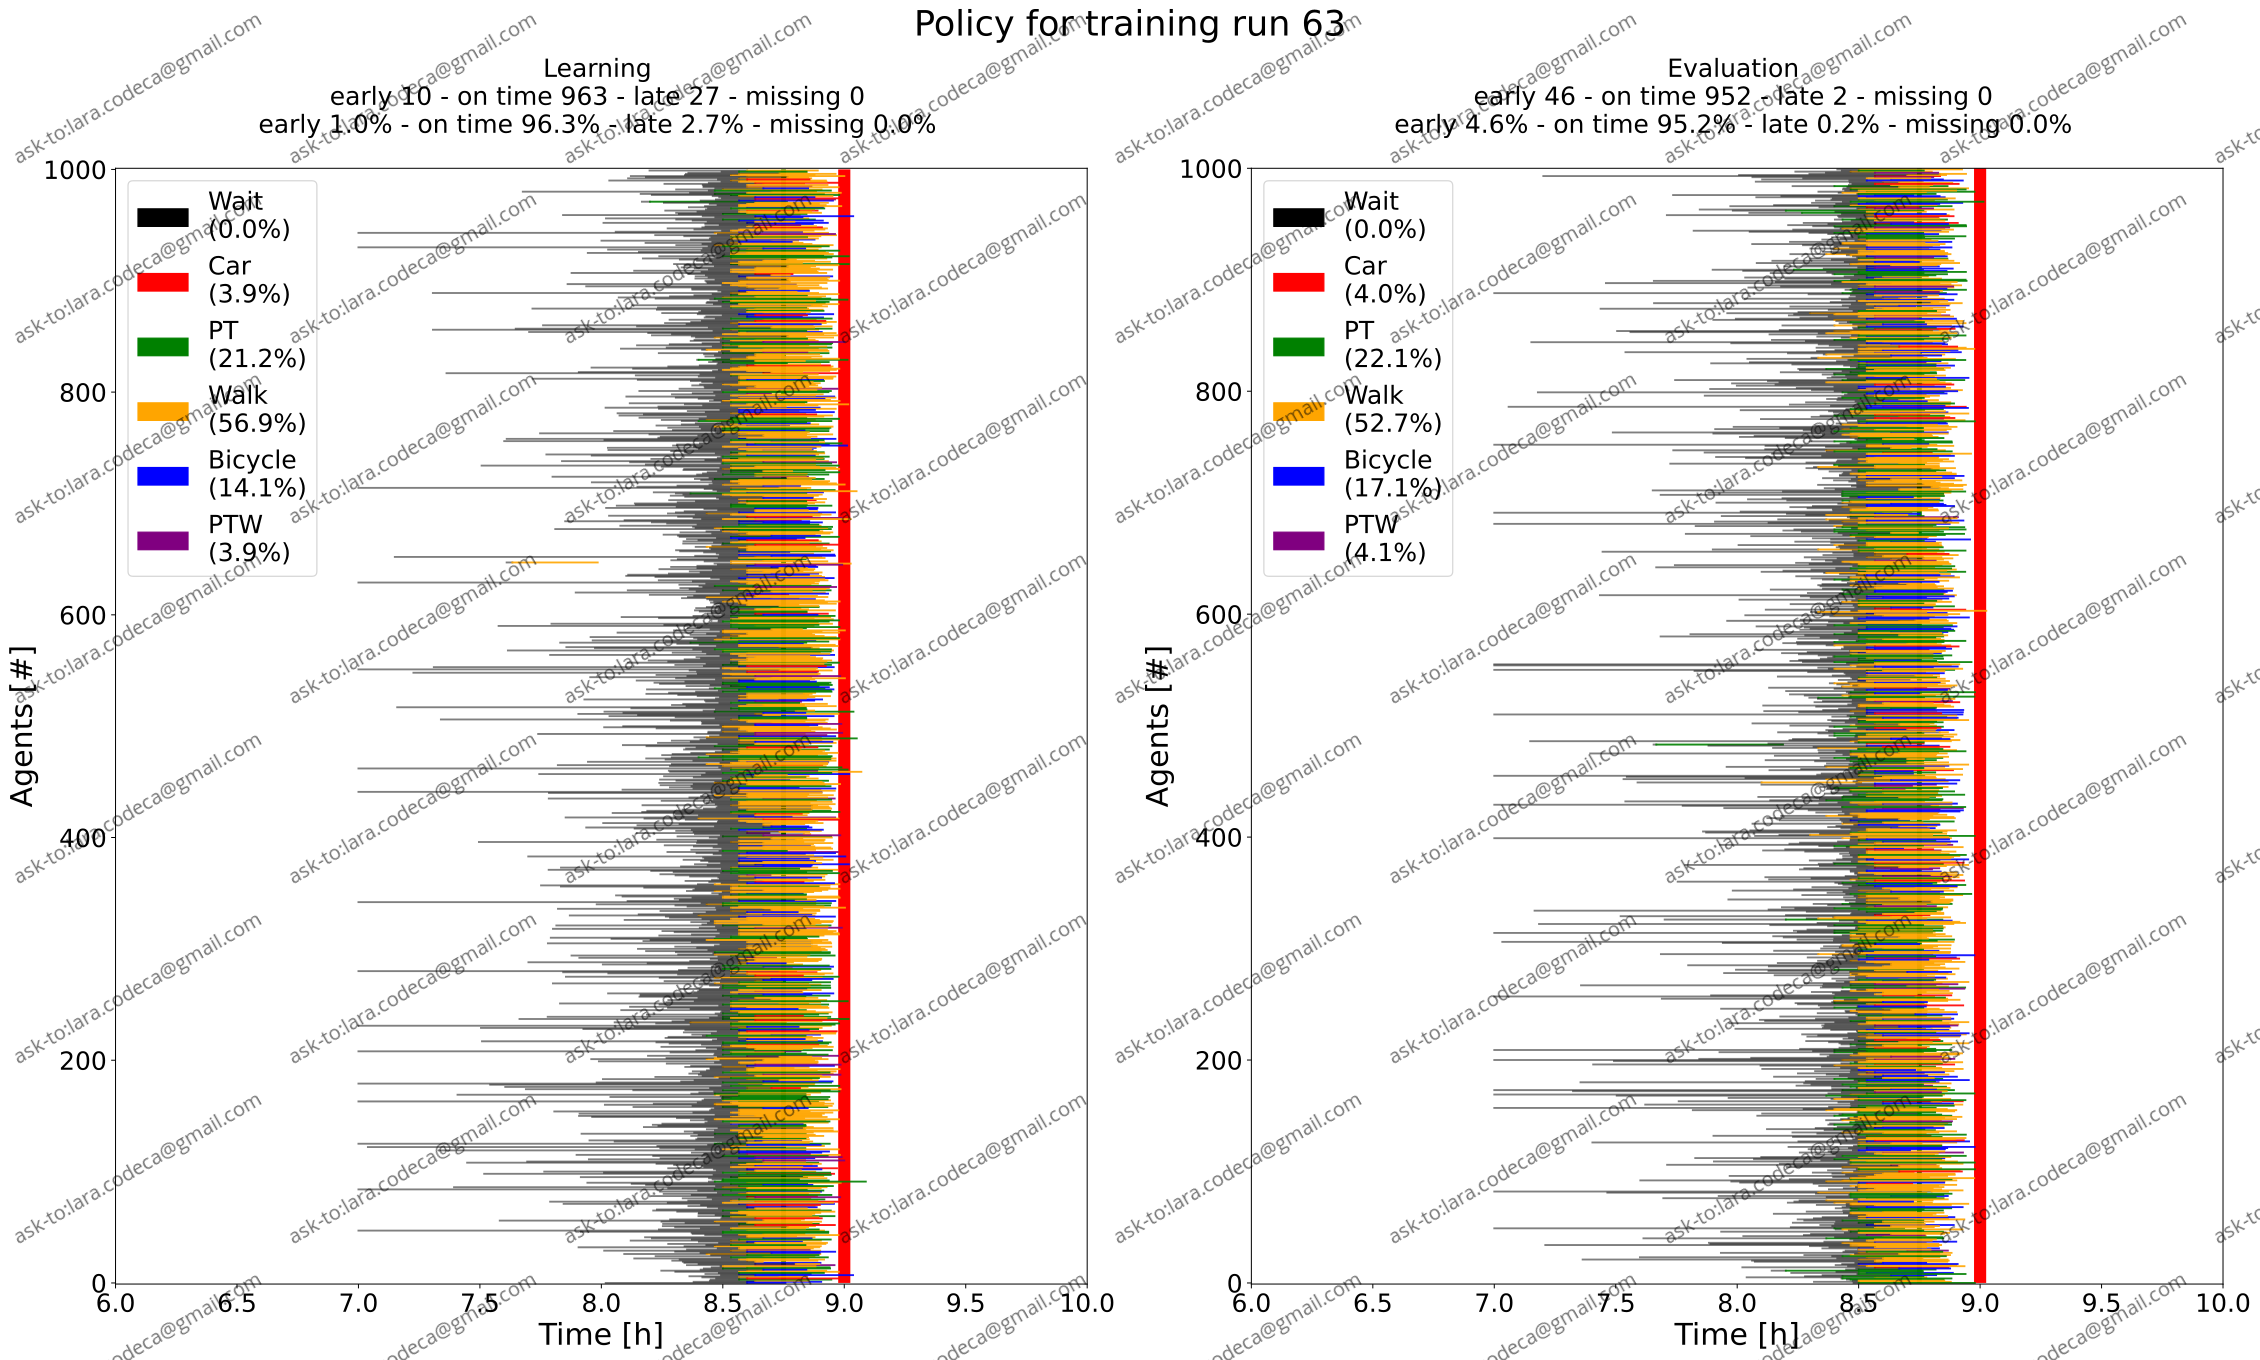 Policy for training run 63
Learning
early 10 - on time 963 - late 27 - missing 0
early 1.0% - on time 96.3% - late 2.7% - missing 0.0%
1000
800
600
400
200
0
Agents [#]
Wait
(0.0%)
Car
(3.9%)
PT
(21.2%)
Walk
(56.9%)
Bicycle
(14.1%)
PTW
(3.9%)
6.0 6.5 7.0 7.5 8.0 8.5 9.0 9.5 10.0
Time [h]
Evaluation
early 46 - on time 952 - late 2 - missing 0
early 4.6% - on time 95.2% - late 0.2% - missing 0.0%
1000
800
600
400
200
0
Agents [#]
Wait
(0.0%)
Car
(4.0%)
PT
(22.1%)
Walk
(52.7%)
Bicycle
(17.1%)
PTW
(4.1%)
6.0 6.5 7.0 7.5 8.0 8.5 9.0 9.5 10.0
Time [h]
ask-to:lara.codeca@gmail.com